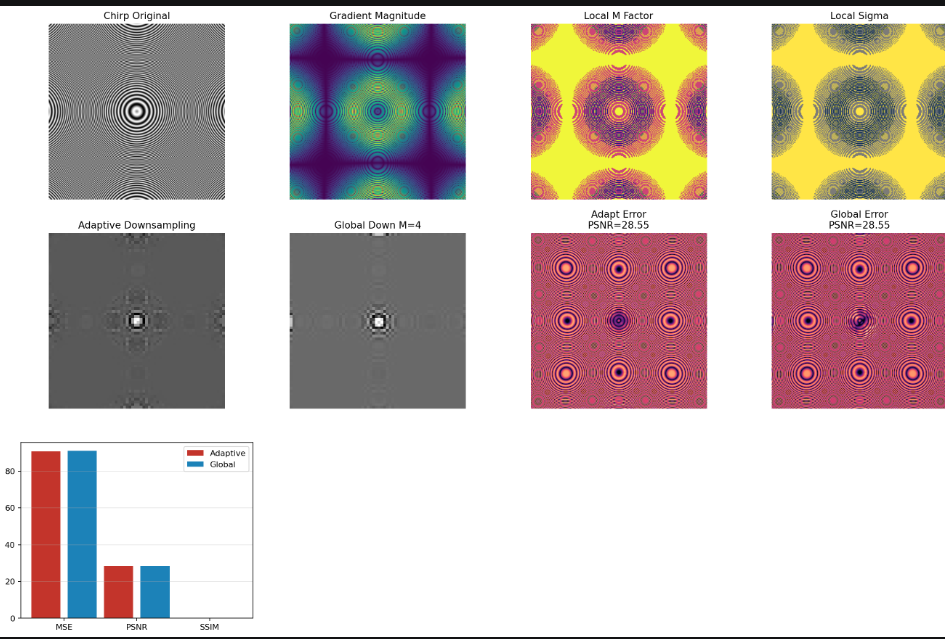 Chirp Original
Gradient Magnitude
Local M Factor
Local Sigma
Adaptive Downsampling
Global Down M=4
Adapt Error
PSNR=28.55
Global Error
PSNR=28.55
Adaptive
Global
80
60
40
20
0
MSE
PSNR
SSIM